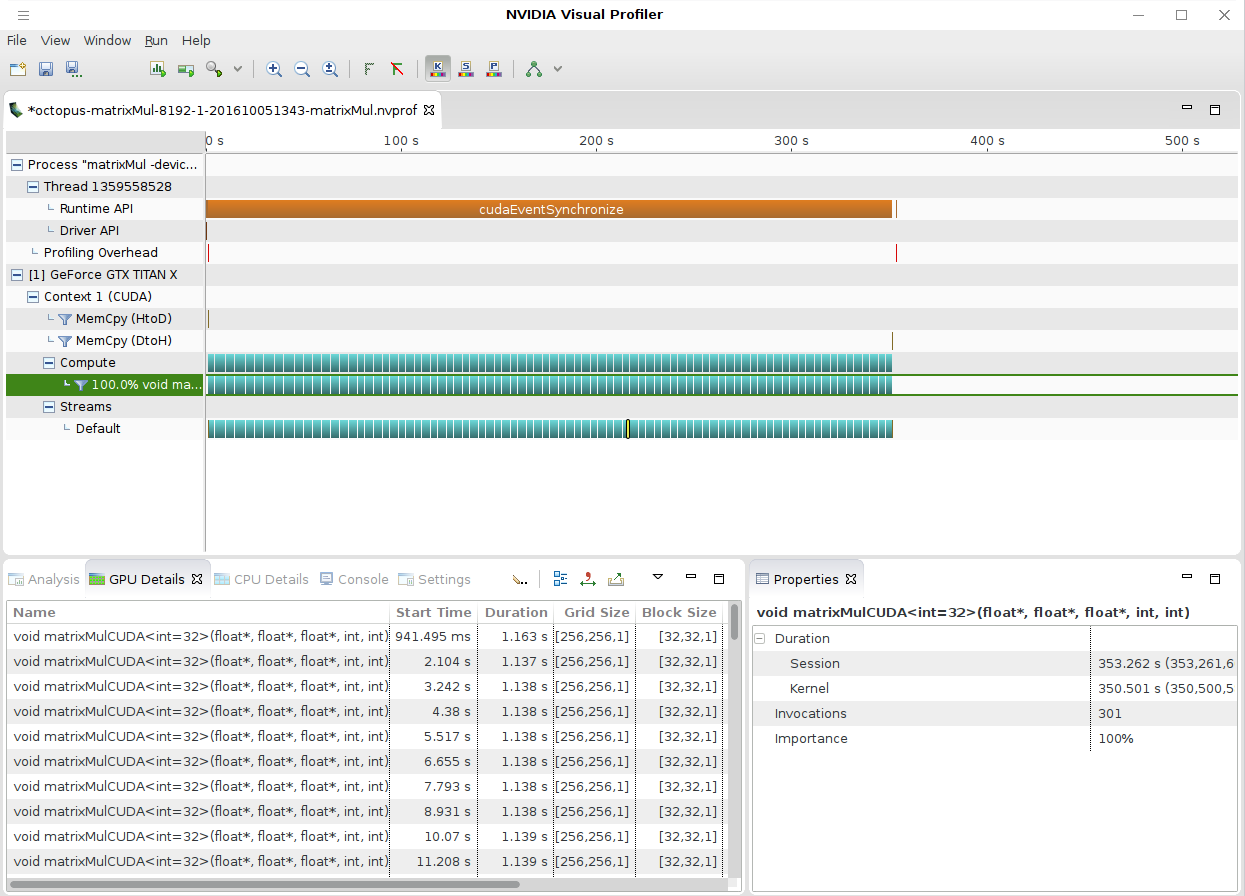 NVIDIA Visual Profiler
File View Window Run Help
*octopus-matrixMul-8192-1-201610051343-matrixMul.nvprof
0 s 100 s 200 s 300 s 400 s 500 s
Process "matrixMul -devic...
Thread 1359558528
Runtime API cudaEventSynchronize
Driver API
Profiling Overhead
[1] GeForce GTX TITAN X
Context 1 (CUDA)
MemCpy (HtoD)
MemCpy (DtoH)
Compute
100.0% void ma...
Streams
Default
Analysis GPU Details CPU Details Console Settings
Name Start Time Duration Grid Size Block Size
void matrixMulCUDA<int=32>(float*, float*, float*, int, int) 941.495 ms 1.163 s [256,256,1] [32,32,1]
void matrixMulCUDA<int=32>(float*, float*, float*, int, int) 2.104 s 1.137 s [256,256,1] [32,32,1]
void matrixMulCUDA<int=32>(float*, float*, float*, int, int) 3.242 s 1.138 s [256,256,1] [32,32,1]
void matrixMulCUDA<int=32>(float*, float*, float*, int, int) 4.38 s 1.138 s [256,256,1] [32,32,1]
void matrixMulCUDA<int=32>(float*, float*, float*, int, int) 5.517 s 1.138 s [256,256,1] [32,32,1]
void matrixMulCUDA<int=32>(float*, float*, float*, int, int) 6.655 s 1.138 s [256,256,1] [32,32,1]
void matrixMulCUDA<int=32>(float*, float*, float*, int, int) 7.793 s 1.138 s [256,256,1] [32,32,1]
void matrixMulCUDA<int=32>(float*, float*, float*, int, int) 8.931 s 1.138 s [256,256,1] [32,32,1]
void matrixMulCUDA<int=32>(float*, float*, float*, int, int) 10.07 s 1.139 s [256,256,1] [32,32,1]
void matrixMulCUDA<int=32>(float*, float*, float*, int, int) 11.208 s 1.139 s [256,256,1] [32,32,1]
Properties
void matrixMulCUDA<int=32>(float*, float*, float*, int, int)
Duration
Session 353.262 s (353,261,6
Kernel 350.501 s (350,500,5
Invocations 301
Importance 100%